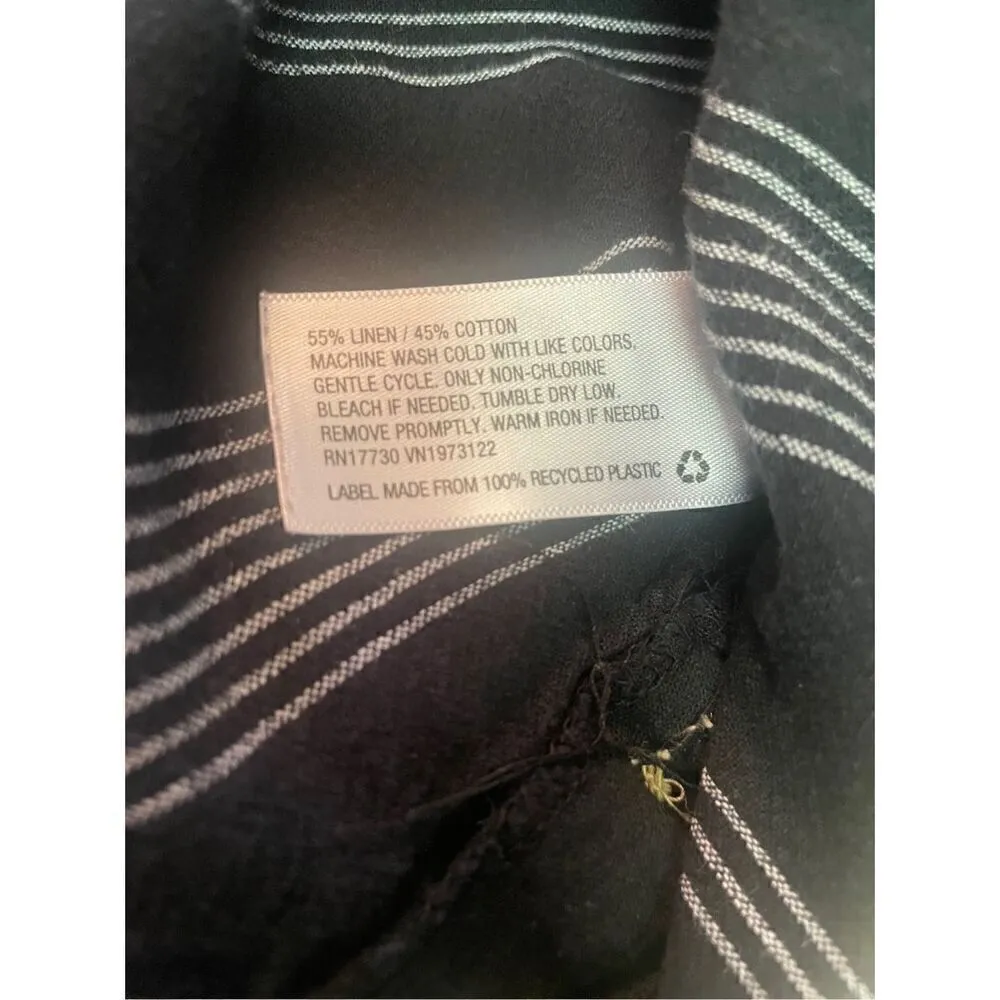 55% LINEN / 45% COTTON
MACHINE WASH COLD WITH LIKE COLORS.
GENTLE CYCLE. ONLY NON-CHLORINE
BLEACH IF NEEDED. TUMBLE DRY LOW.
REMOVE PROMPTLY. WARM IRON IF NEEDED.
RN17730 VN1973122
LABEL MADE FROM 100% RECYCLED PLASTIC